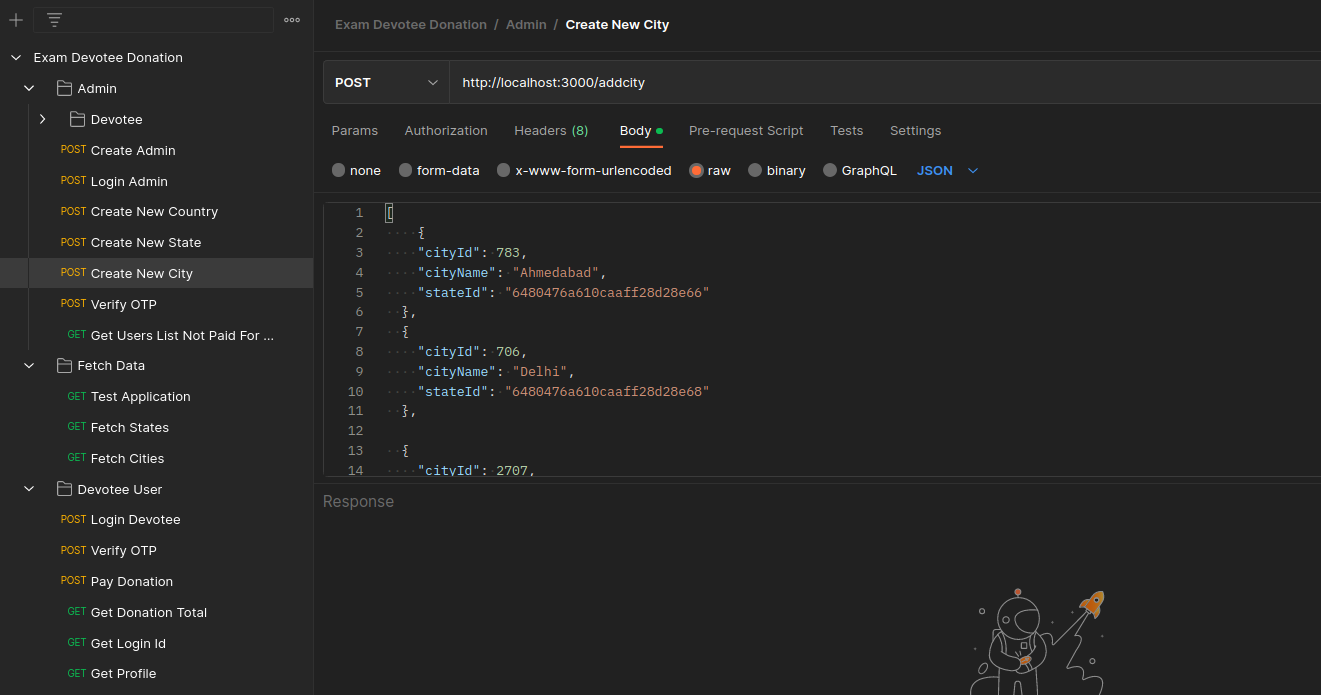 Exam Devotee Donation / Admin / Create New City
Exam Devotee Donation
Admin
Devotee
POST Create Admin
POST Login Admin
POST Create New Country
POST Create New State
POST Create New City
POST Verify OTP
GET Get Users List Not Paid For ...
Fetch Data
GET Test Application
GET Fetch States
GET Fetch Cities
Devotee User
POST Login Devotee
POST Verify OTP
POST Pay Donation
GET Get Donation Total
GET Get Login Id
GET Get Profile
POST http://localhost:3000/addcity
Params Authorization Headers (8) Body Pre-request Script Tests Settings
none form-data x-www-form-urlencoded raw binary GraphQL JSON
1 [
2 {
3 "cityId": 783,
4 "cityName": "Ahmedabad",
5 "stateId": "6480476a610caaff28d28e66"
6 },
7 {
8 "cityId": 706,
9 "cityName": "Delhi",
10 "stateId": "6480476a610caaff28d28e68"
11 },
12
13 {
14 "cityId": 2707,
Response